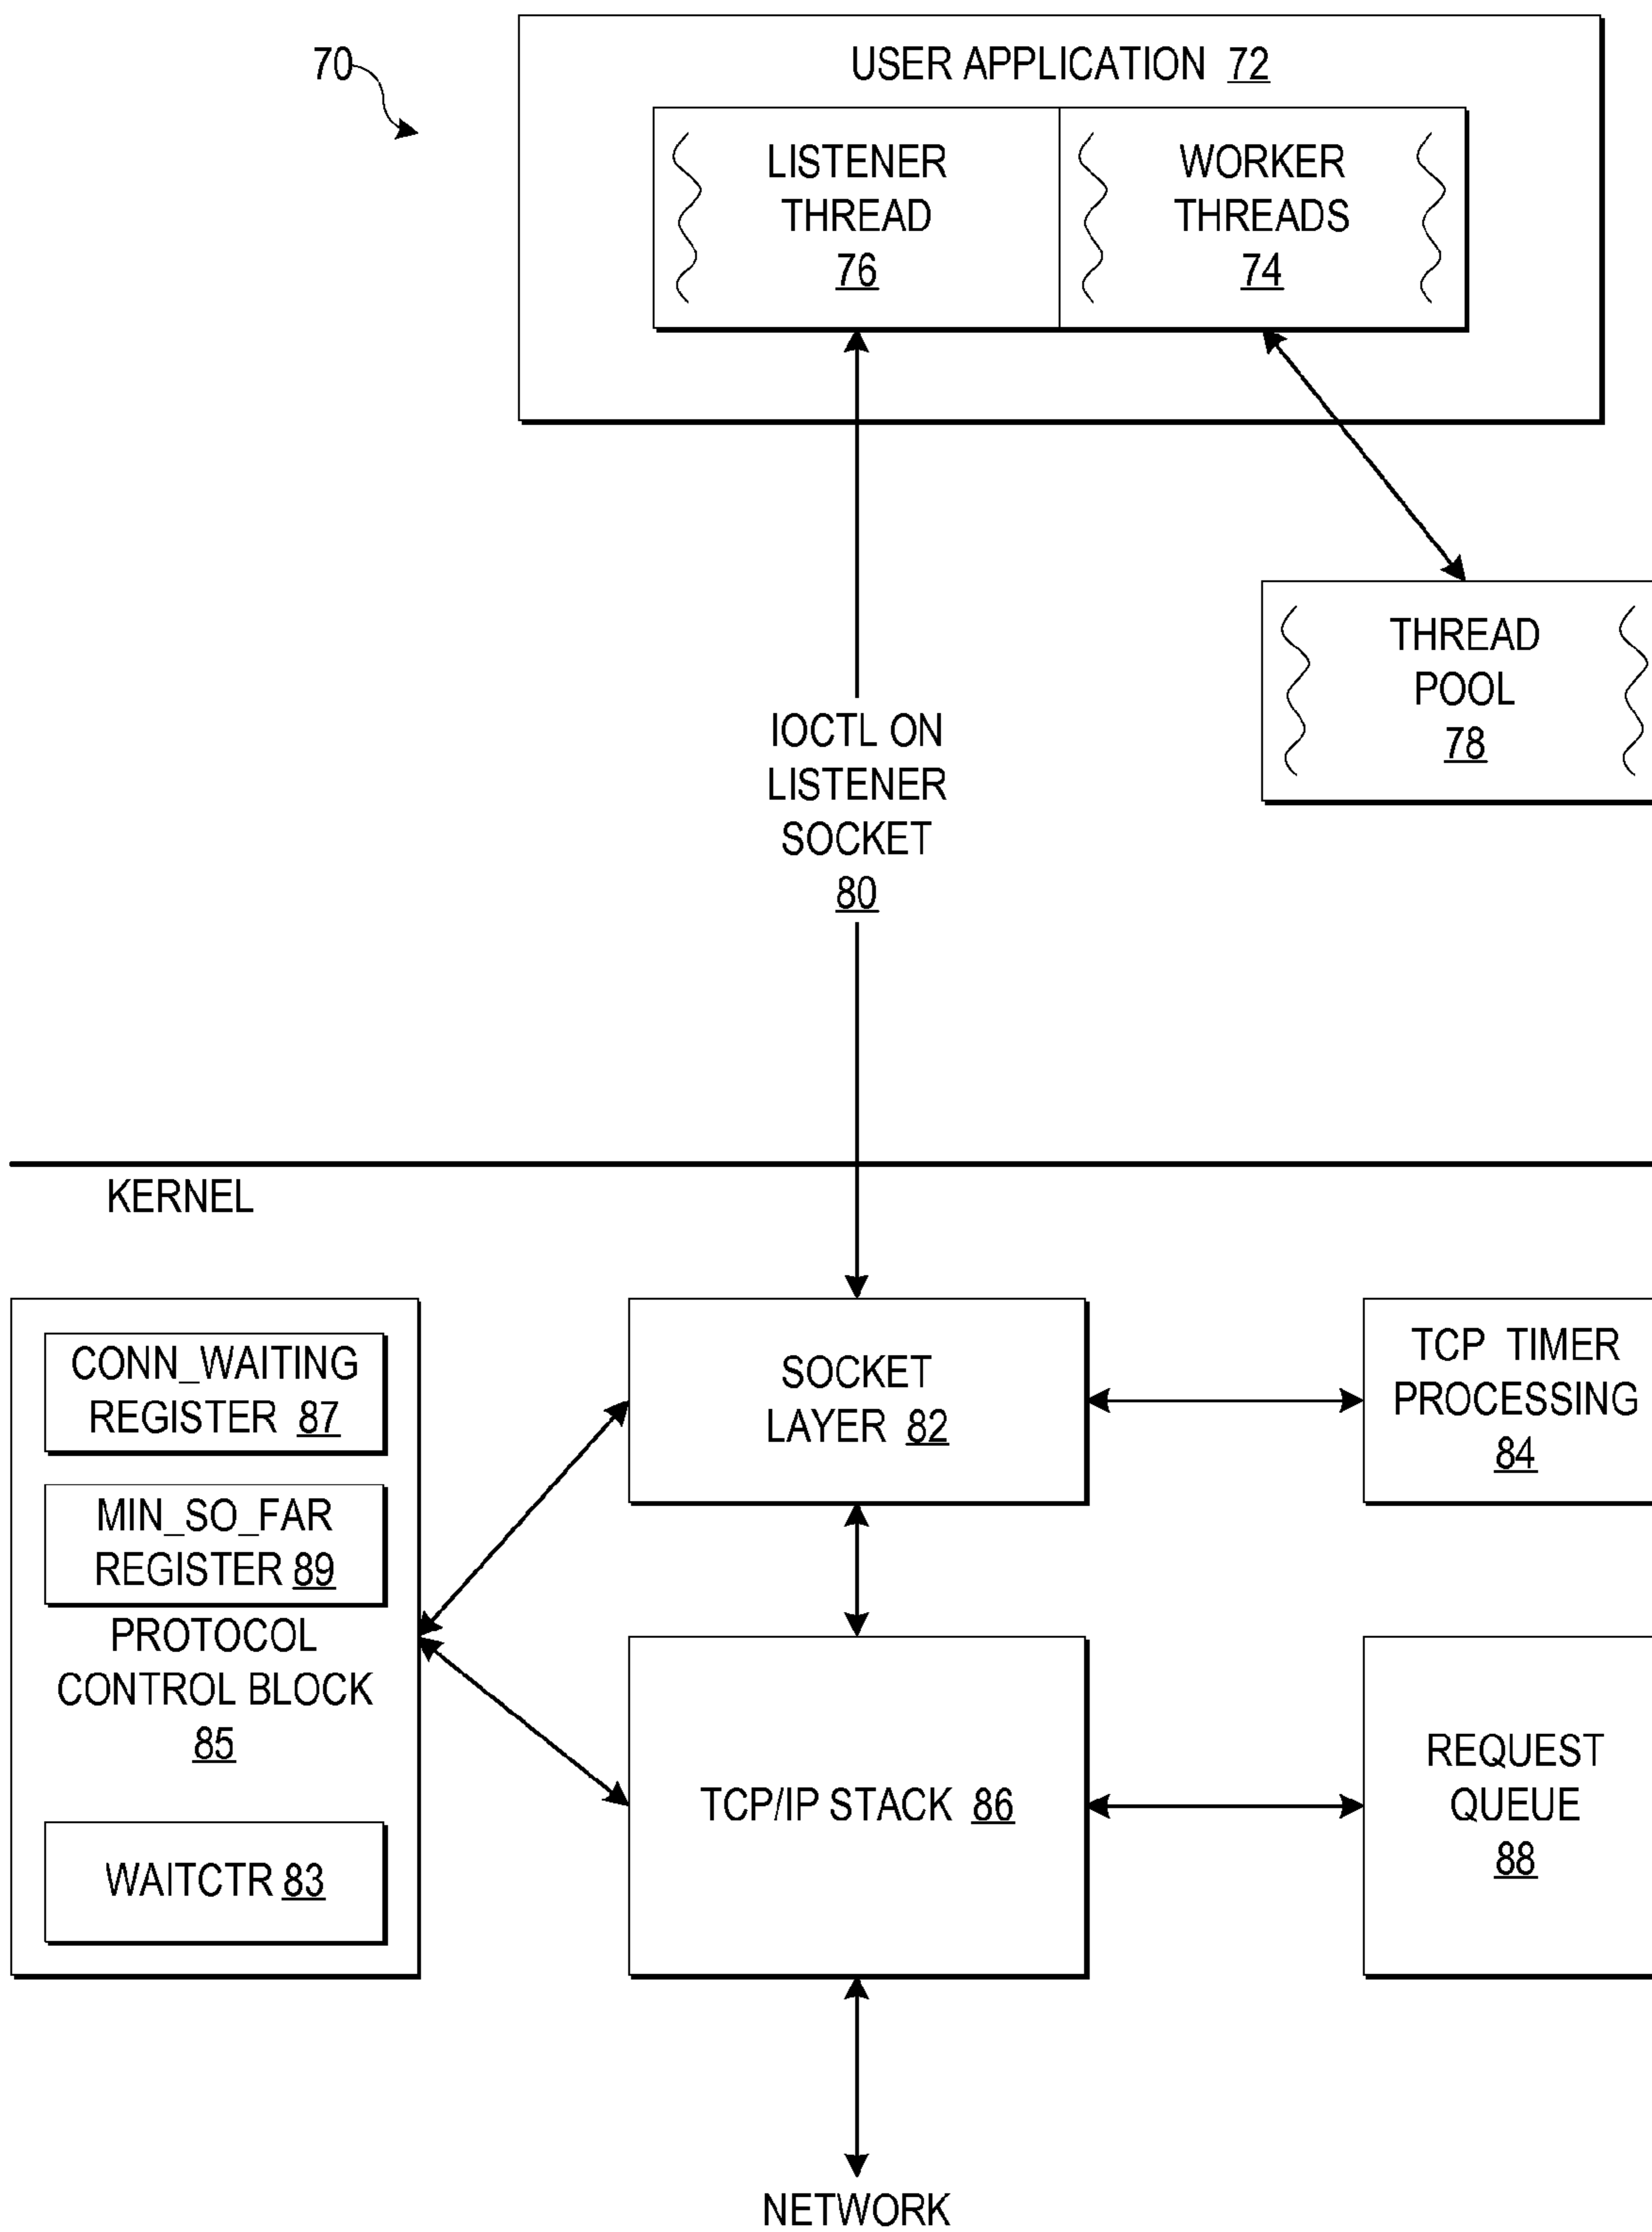 70
USER APPLICATION 72
LISTENER
THREAD
76
WORKER
THREADS
74
THREAD
POOL
78
IOCTL ON
LISTENER
SOCKET
80
KERNEL
CONN_WAITING
REGISTER 87
MIN_SO_FAR
REGISTER 89
PROTOCOL
CONTROL BLOCK
85
WAITCTR 83
SOCKET
LAYER 82
TCP TIMER
PROCESSING
84
TCP/IP STACK 86
REQUEST
QUEUE
88
NETWORK